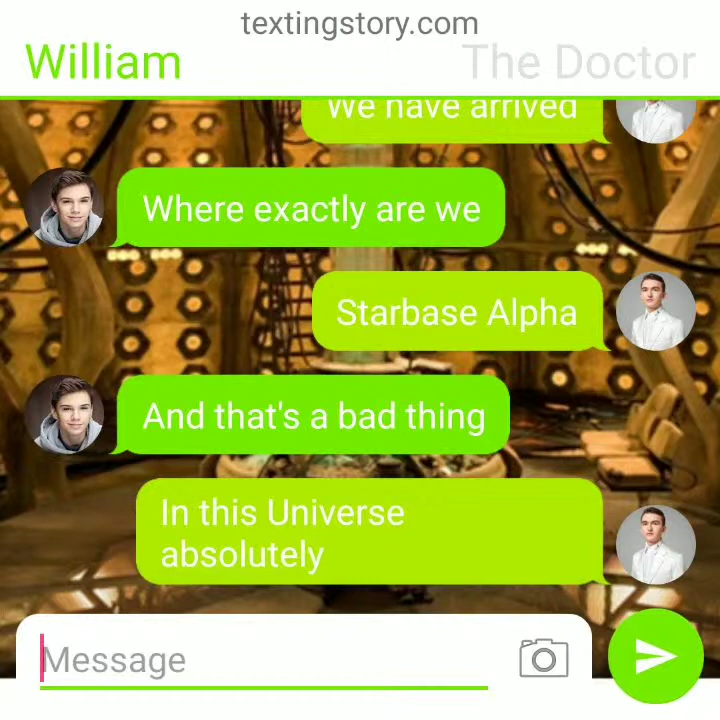 textingstory.com
William
The Doctor
We have arrived
Where exactly are we
Starbase Alpha
And that's a bad thing
In this Universe
absolutely
Message